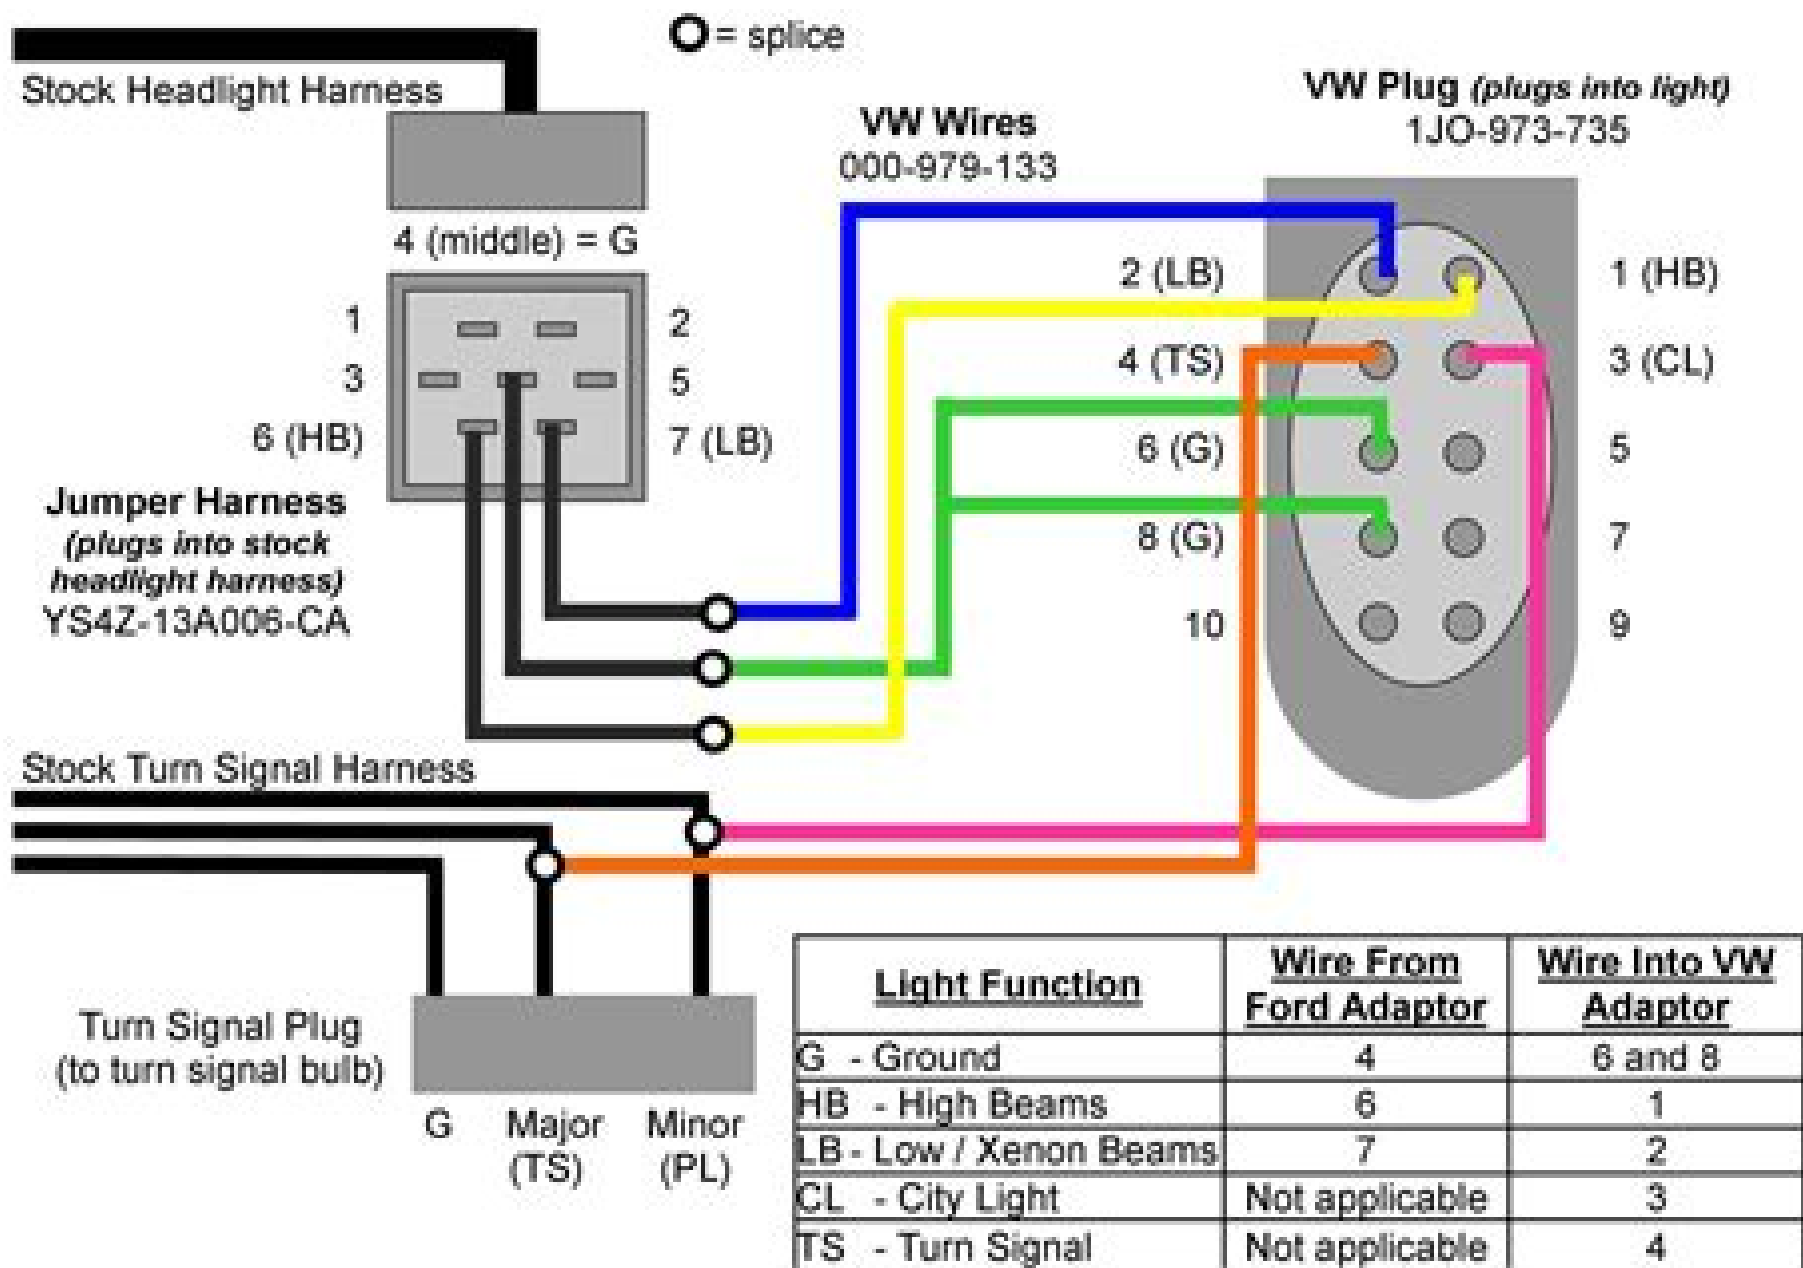 = splice
Stock Headlight Harness
VW Wires
000-979-133
VW Plug (plugs into light)
1JO-973-735
4 (middle) = G
1
2
3
5
6 (HB)
7 (LB)
Jumper Harness
(plugs into stock
headlight harness)
YS4Z-13A006-CA
2 (LB)
1 (HB)
4 (TS)
3 (CL)
6 (G)
5
8 (G)
7
10
9
Stock Turn Signal Harness
Turn Signal Plug
(to turn signal bulb)
G
Major
(TS)
Minor
(PL)
Light Function
Wire From
Ford Adaptor
Wire Into VW
Adaptor
G - Ground
4
6 and 8
HB - High Beams
6
1
LB - Low / Xenon Beams
7
2
CL - City Light
Not applicable
3
TS - Turn Signal
Not applicable
4